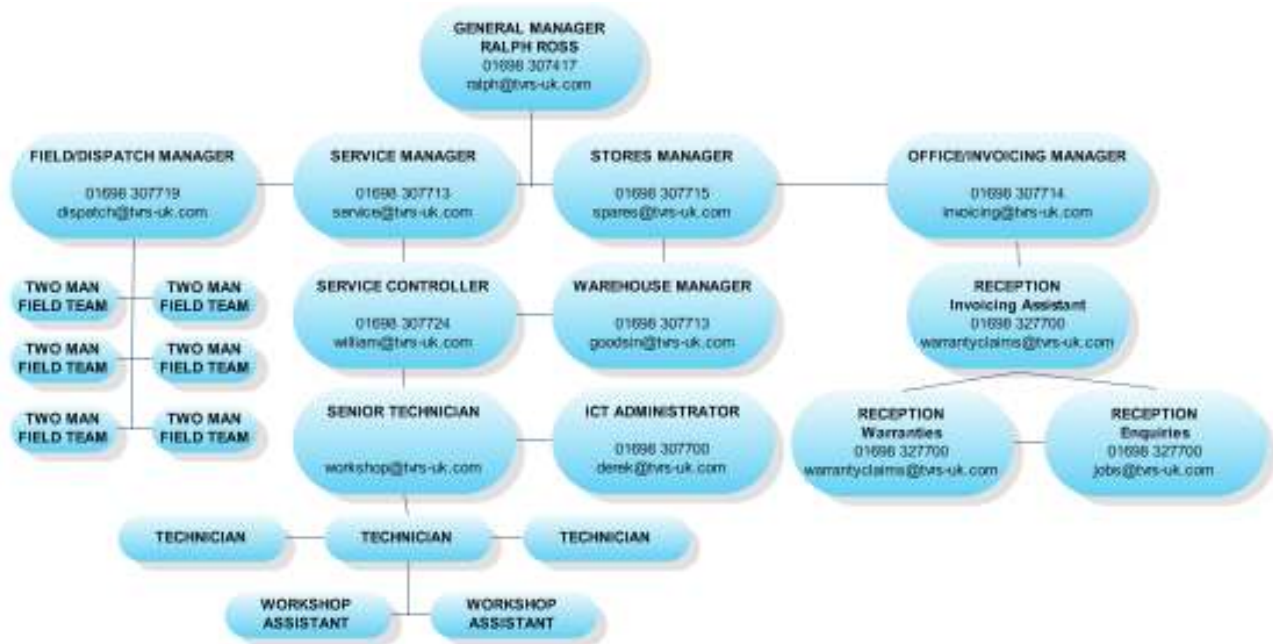 GENERAL MANAGER
RALPH ROSS
01698 307417
ralph@tvrs-uk.com
FIELD/DISPATCH MANAGER
01698 307719
dispatch@tvrs-uk.com
SERVICE MANAGER
01698 307713
service@tvrs-uk.com
STORES MANAGER
01698 307715
spares@tvrs-uk.com
OFFICE/INVOICING MANAGER
01698 307714
invoicing@tvrs-uk.com
TWO MAN
FIELD TEAM
TWO MAN
FIELD TEAM
TWO MAN
FIELD TEAM
TWO MAN
FIELD TEAM
TWO MAN
FIELD TEAM
TWO MAN
FIELD TEAM
SERVICE CONTROLLER
01698 307724
william@tvrs-uk.com
WAREHOUSE MANAGER
01698 307713
goodsin@tvrs-uk.com
RECEPTION
Invoicing Assistant
01698 327700
warrantyclaims@tvrs-uk.com
SENIOR TECHNICIAN
workshop@tvrs-uk.com
ICT ADMINISTRATOR
01698 307700
derek@tvrs-uk.com
RECEPTION
Warranties
01698 327700
warrantyclaims@tvrs-uk.com
RECEPTION
Enquiries
01698 327700
jobs@tvrs-uk.com
TECHNICIAN
TECHNICIAN
TECHNICIAN
WORKSHOP
ASSISTANT
WORKSHOP
ASSISTANT